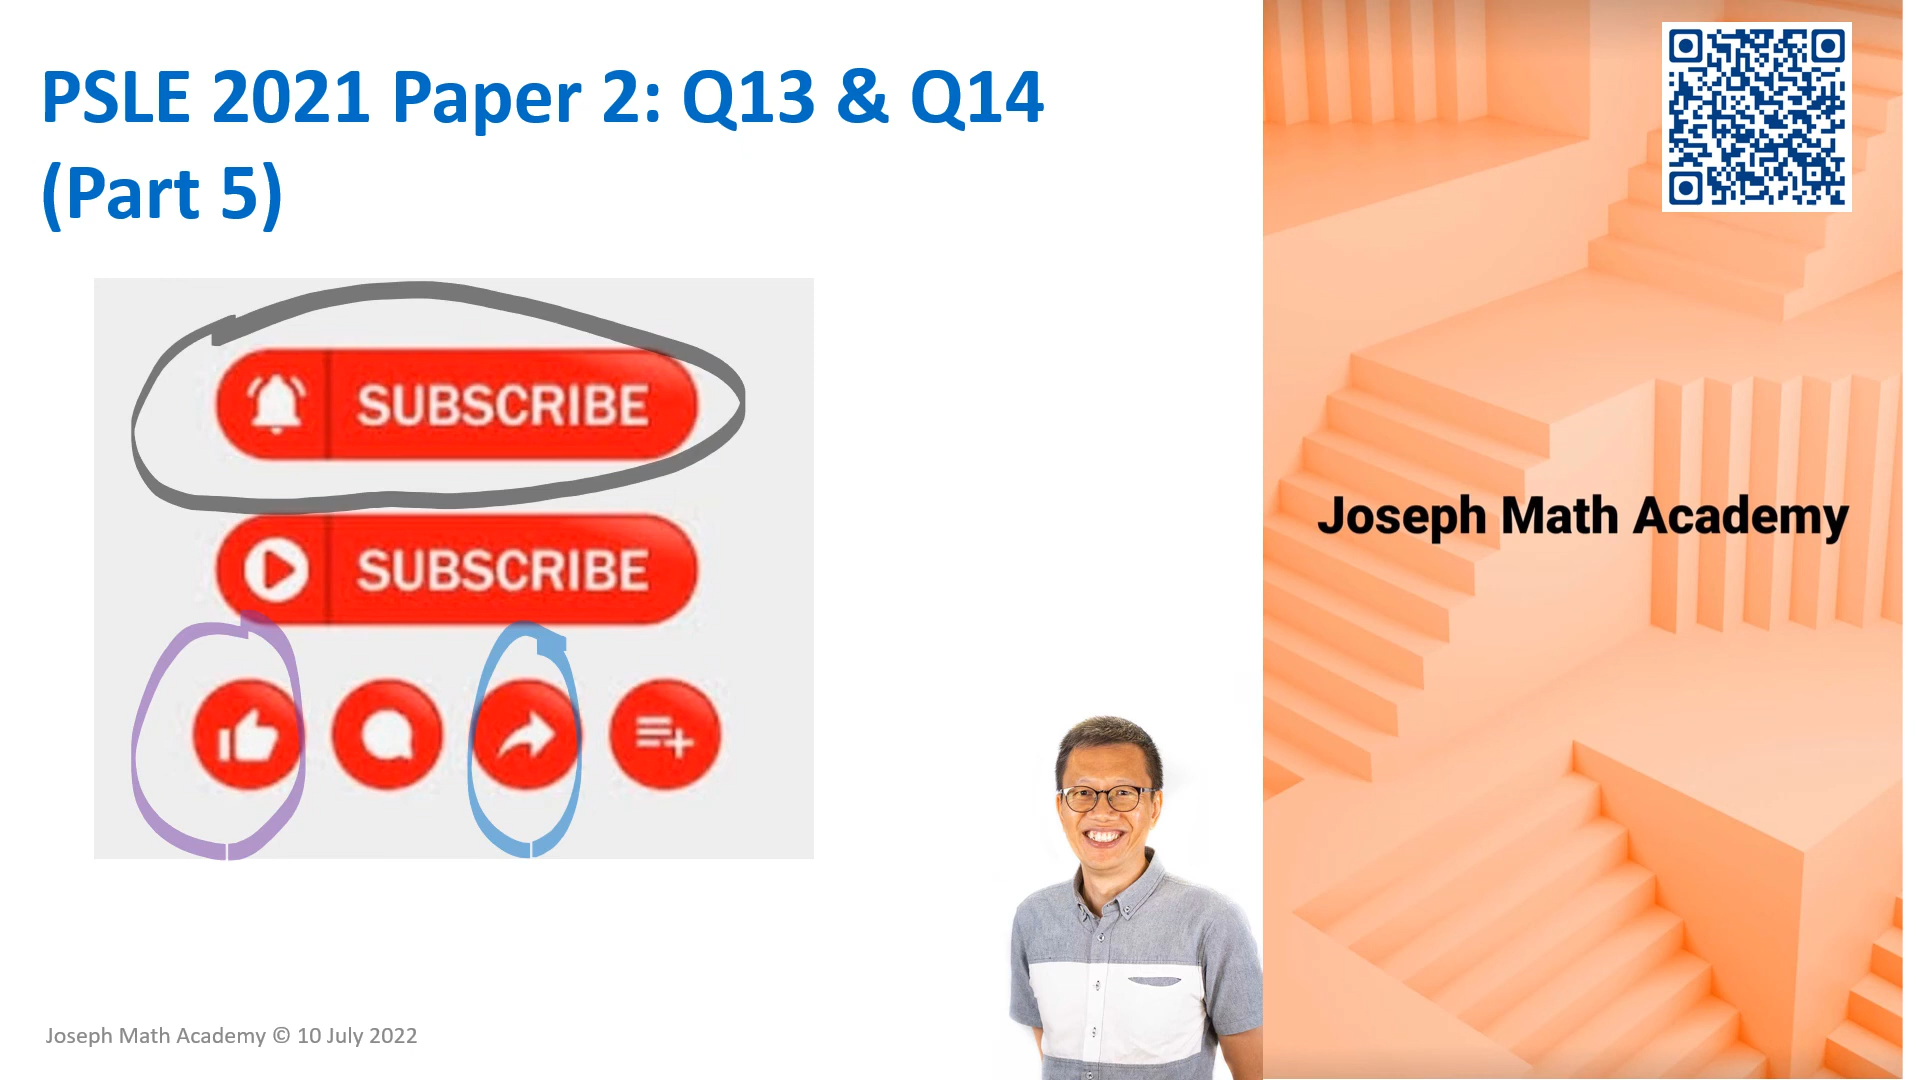 PSLE 2021 Paper 2: Q13 & Q14
(Part 5)
SUBSCRIBE
SUBSCRIBE
Joseph Math Academy
Joseph Math Academy © 10 July 2022